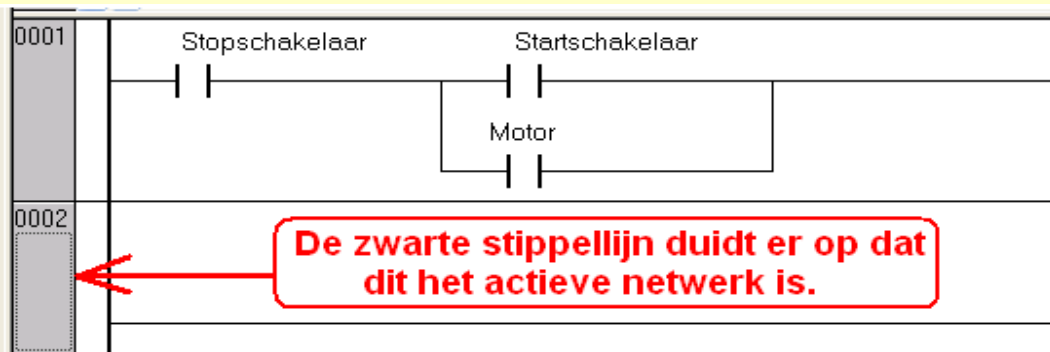 0001
Stopschakelaar Startschakelaar
Motor
0002
De zwarte stippellijn duidt er op dat
dit het actieve netwerk is.